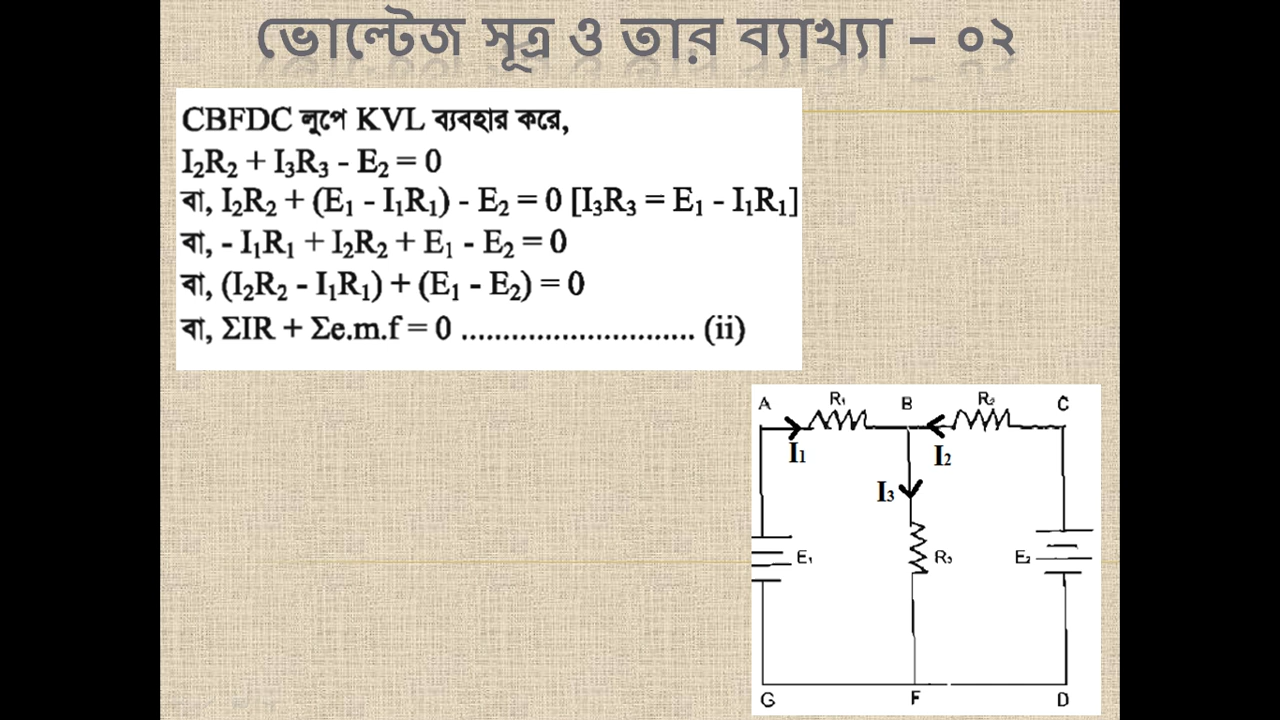 ভোল্টেজ সূত্র ও তার ব্যাখ্যা – ০২
CBFDC লুপে KVL ব্যবহার করে,
I₂R₂ + I₃R₃ - E₂ = 0
বা, I₂R₂ + (E₁ - I₁R₁) - E₂ = 0 [I₃R₃ = E₁ - I₁R₁]
বা, - I₁R₁ + I₂R₂ + E₁ - E₂ = 0
বা, (I₂R₂ - I₁R₁) + (E₁ - E₂) = 0
বা, ΣIR + Σe.m.f = 0 ............................ (ii)
A R₁ B R₂ C
I₁ I₂
I₃
E₁ R₃ E₂
G F D